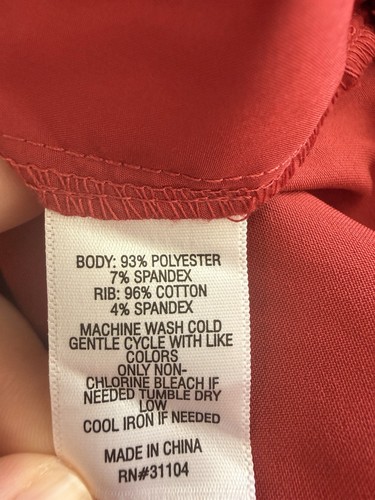 BODY: 93% POLYESTER
7% SPANDEX
RIB: 96% COTTON
4% SPANDEX
MACHINE WASH COLD
GENTLE CYCLE WITH LIKE
COLORS
ONLY NON-
CHLORINE BLEACH IF
NEEDED TUMBLE DRY
LOW
COOL IRON IF NEEDED
MADE IN CHINA
RN#31104